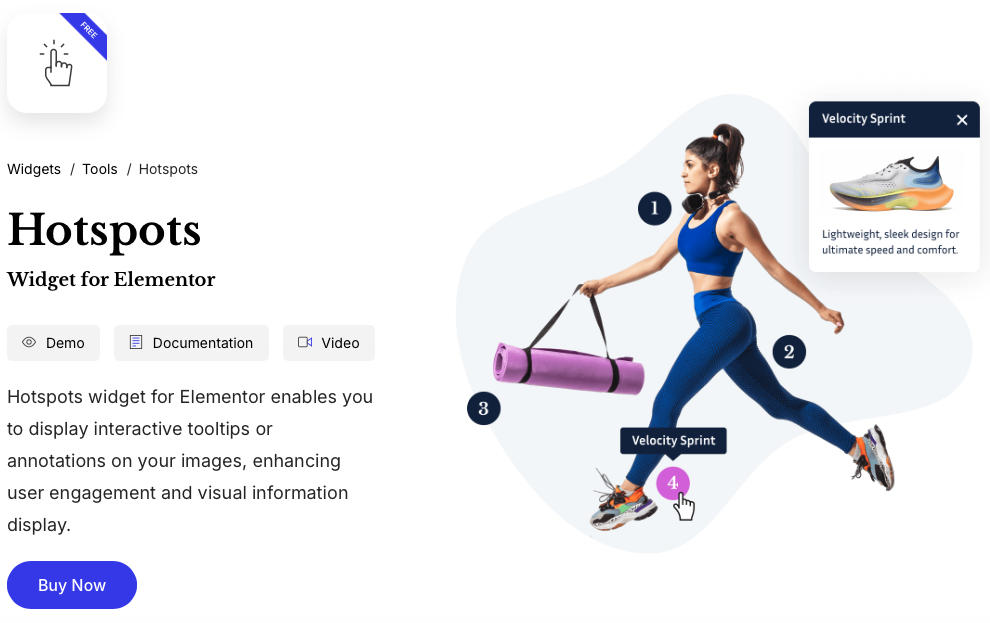 FREE
Widgets / Tools / Hotspots
Hotspots
Widget for Elementor
Demo
Documentation
Video
Hotspots widget for Elementor enables you
to display interactive tooltips or
annotations on your images, enhancing
user engagement and visual information
display.
Buy Now
Velocity Sprint
Lightweight, sleek design for
ultimate speed and comfort.
1
2
3
Velocity Sprint
4